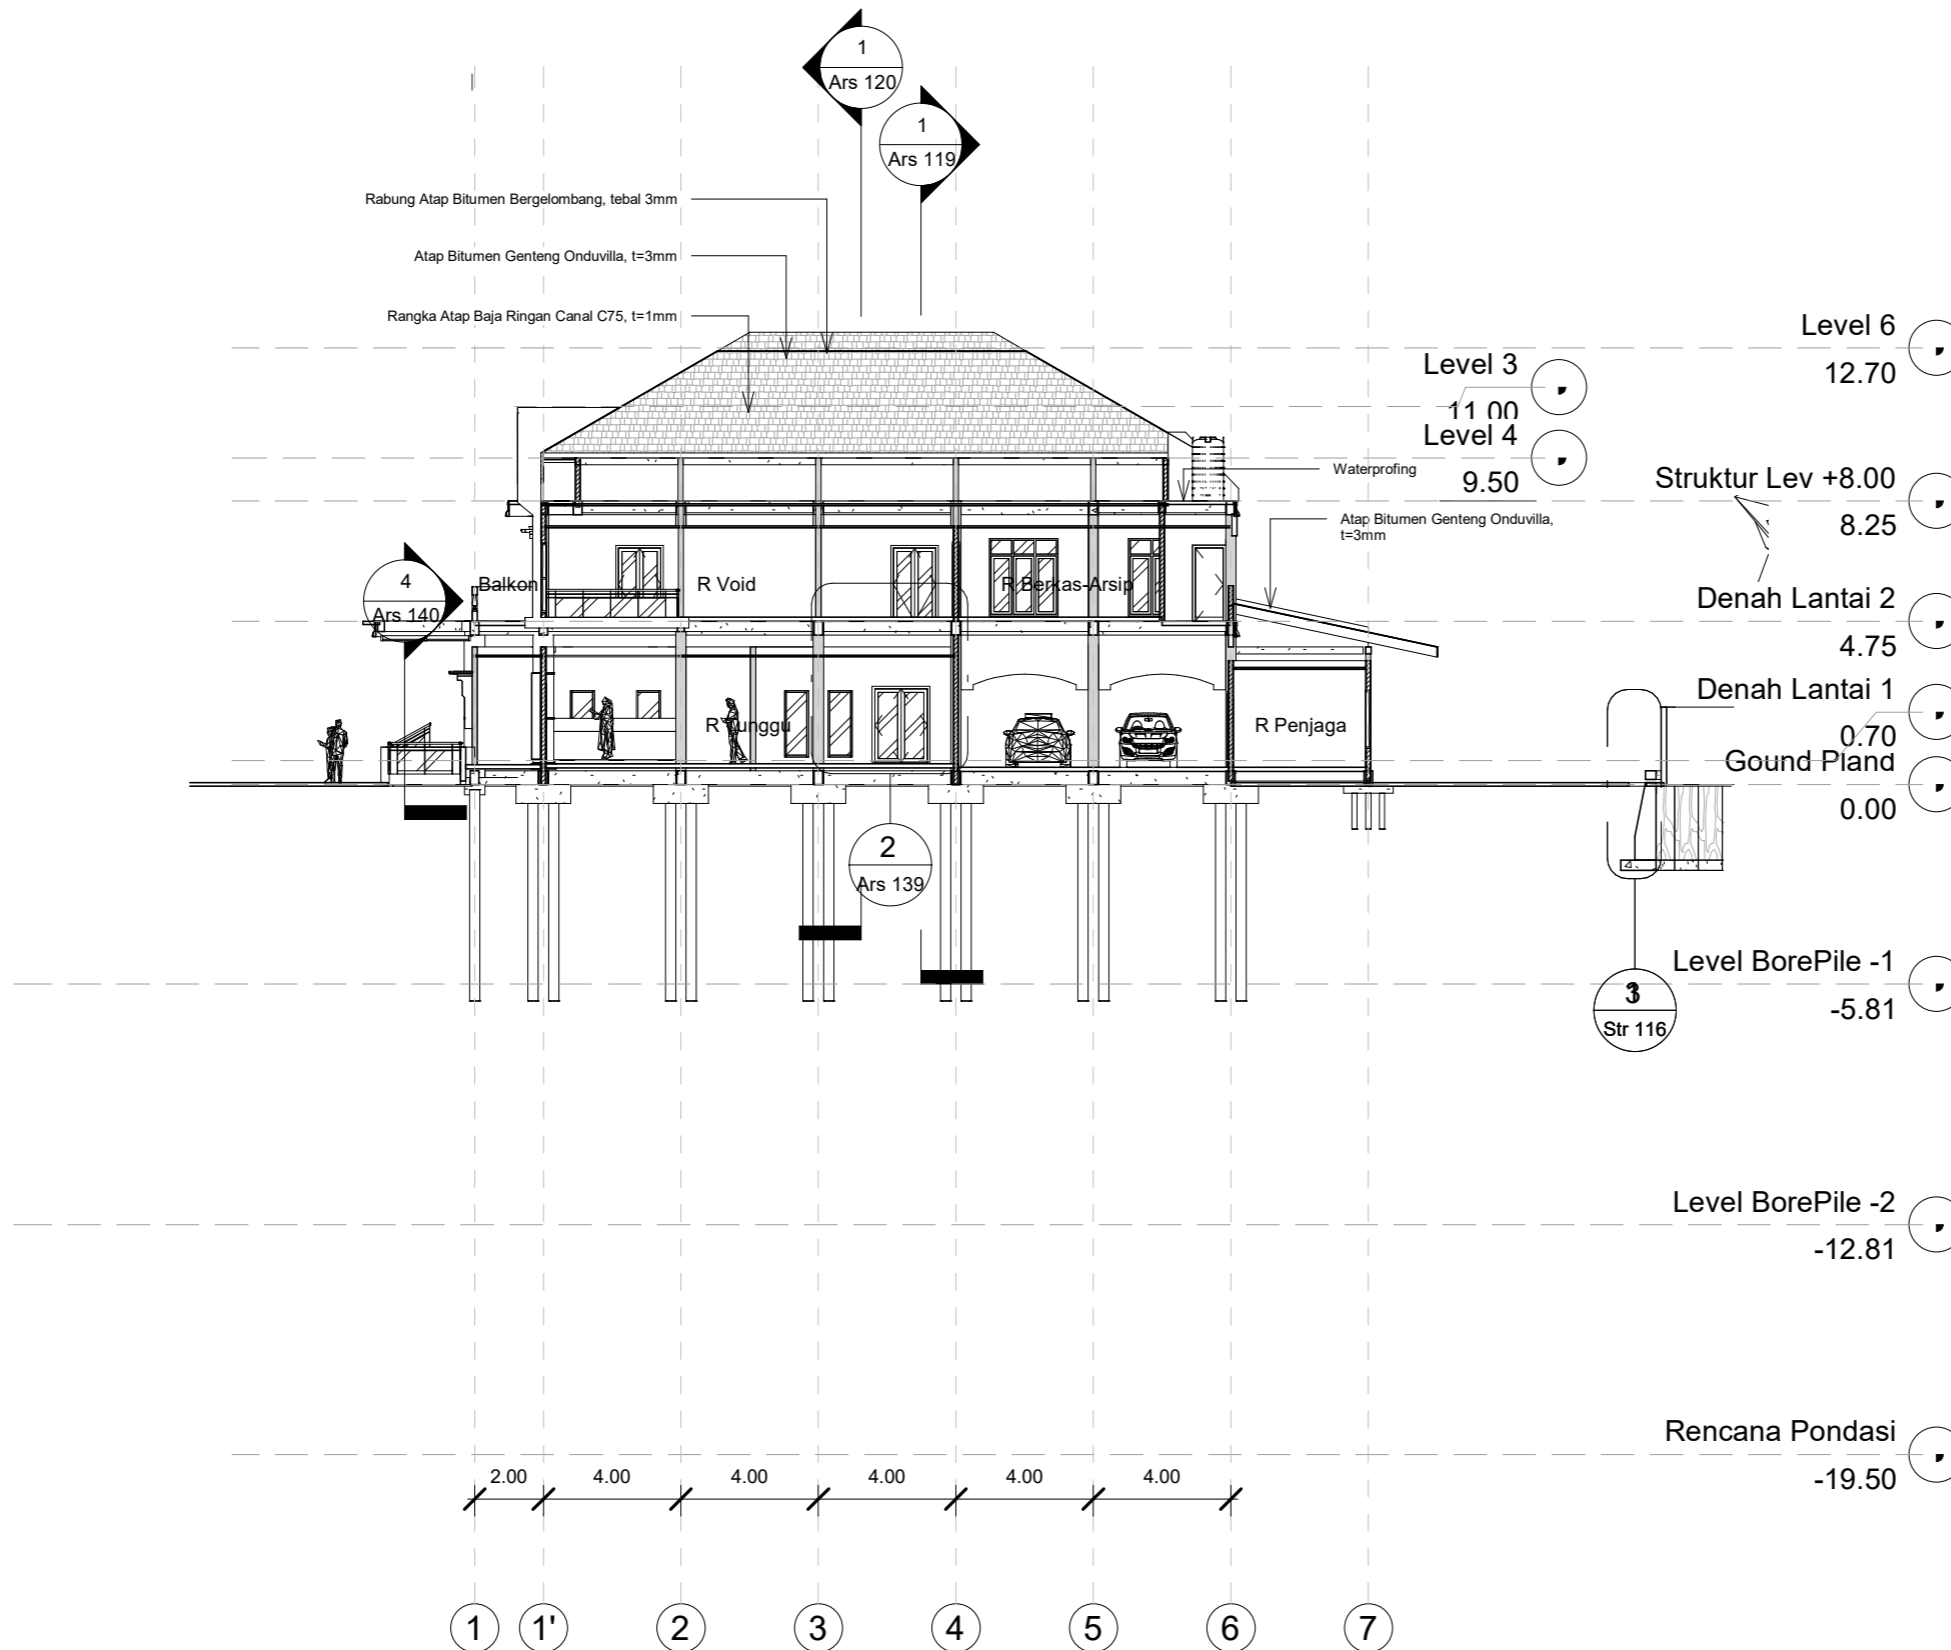 1
Ars 120
1
Ars 119
Rabung Atap Bitumen Bergelombang, tebal 3mm
Atap Bitumen Genteng Onduvilla, t=3mm
Rangka Atap Baja Ringan Canal C75, t=1mm
Level 6
12.70
Level 3
11.00
Level 4
9.50
Waterprofing
Struktur Lev +8.00
8.25
Atap Bitumen Genteng Onduvilla,
t=3mm
4
Ars 140
Balkon
R Void
R Berkas-Arsip
Denah Lantai 2
4.75
Denah Lantai 1
0.70
R Tunggu
R Penjaga
Gound Pland
0.00
2
Ars 139
Level BorePile -1
-5.81
3
Str 116
Level BorePile -2
-12.81
Rencana Pondasi
-19.50
2.00 4.00 4.00 4.00 4.00 4.00
1 1' 2 3 4 5 6 7